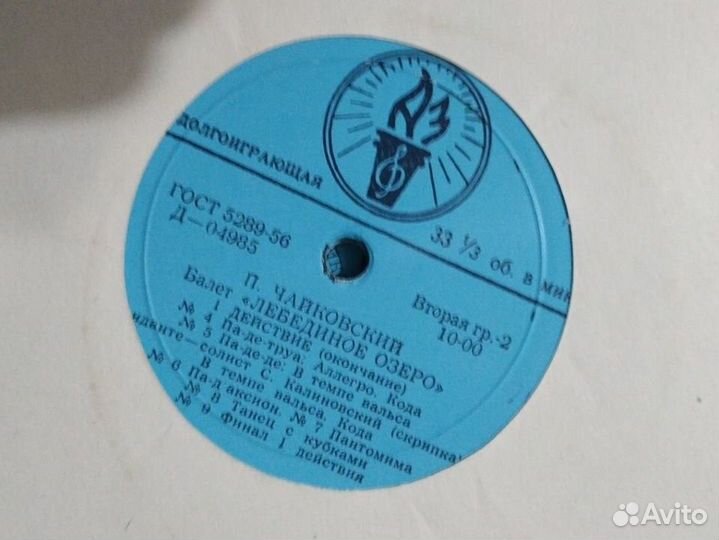 ДОЛГОИГРАЮЩАЯ
33 ⅓ об. в мин
ГОСТ 5289-56
Д—04985
Вторая гр.-2
10-00
П. ЧАЙКОВСКИЙ
Балет «ЛЕБЕДИНОЕ ОЗЕРО»
I ДЕЙСТВИЕ (окончание)
№ 4 Па-де-труа: Аллегро. Кода
№ 5 Па-де-де: В темпе вальса
иданте—солист С. Калиновский (скрипка)
В темпе вальса. Кода
№ 6 Па-д аксион. № 7 Пантомима
№ 8 Танец с кубками
№ 9 Финал I действия
Avito